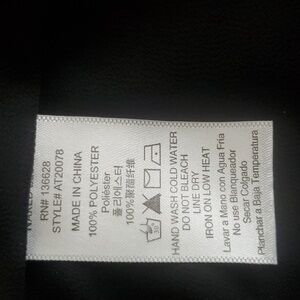 RN# 136628
STYLE# AT20078
MADE IN CHINA
100% POLYESTER
Poliéster
폴리에스터
100%聚酯纤维
30
HAND WASH COLD WATER
DO NOT BLEACH
LINE DRY
IRON ON LOW HEAT
Lavar a Mano con Agua Fria
No use Blanqueador
Secar Colgado
Planchar a Baja Temperatura